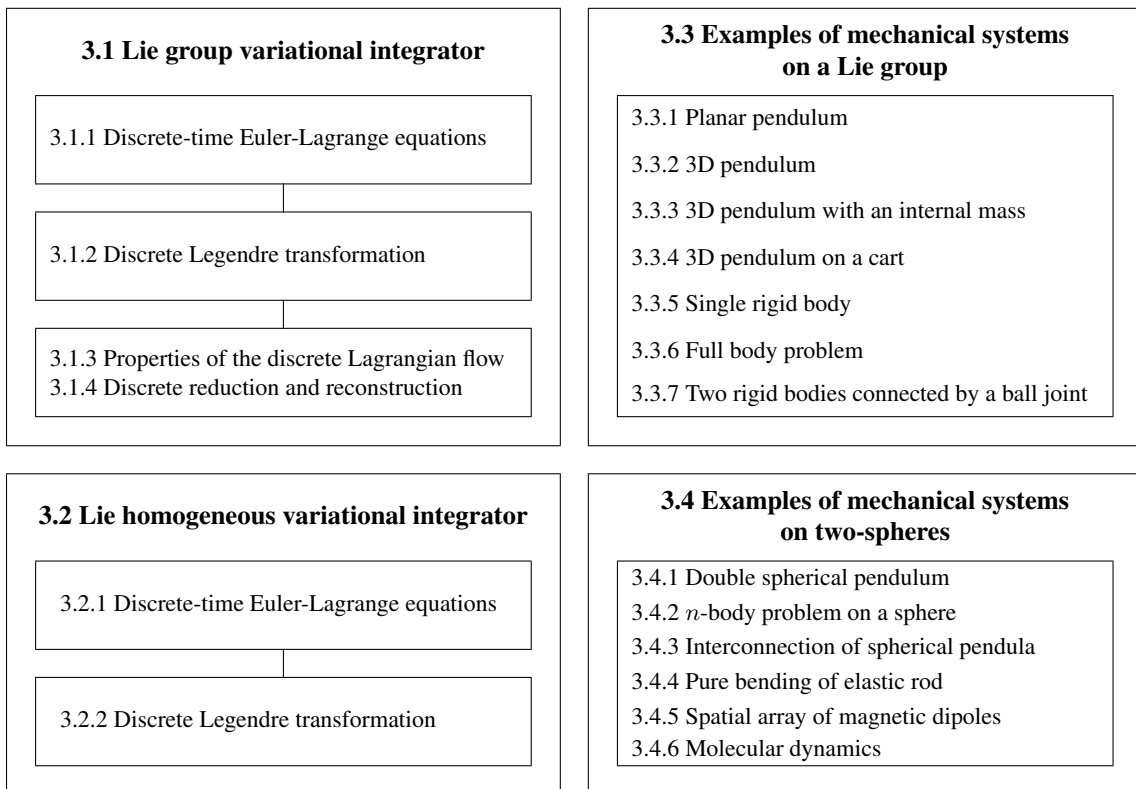 3.1 Lie group variational integrator
3.1.1 Discrete-time Euler-Lagrange equations
3.1.2 Discrete Legendre transformation
3.1.3 Properties of the discrete Lagrangian flow
3.1.4 Discrete reduction and reconstruction
3.3 Examples of mechanical systems
on a Lie group
3.3.1 Planar pendulum
3.3.2 3D pendulum
3.3.3 3D pendulum with an internal mass
3.3.4 3D pendulum on a cart
3.3.5 Single rigid body
3.3.6 Full body problem
3.3.7 Two rigid bodies connected by a ball joint
3.2 Lie homogeneous variational integrator
3.2.1 Discrete-time Euler-Lagrange equations
3.2.2 Discrete Legendre transformation
3.4 Examples of mechanical systems
on two-spheres
3.4.1 Double spherical pendulum
3.4.2 n-body problem on a sphere
3.4.3 Interconnection of spherical pendula
3.4.4 Pure bending of elastic rod
3.4.5 Spatial array of magnetic dipoles
3.4.6 Molecular dynamics